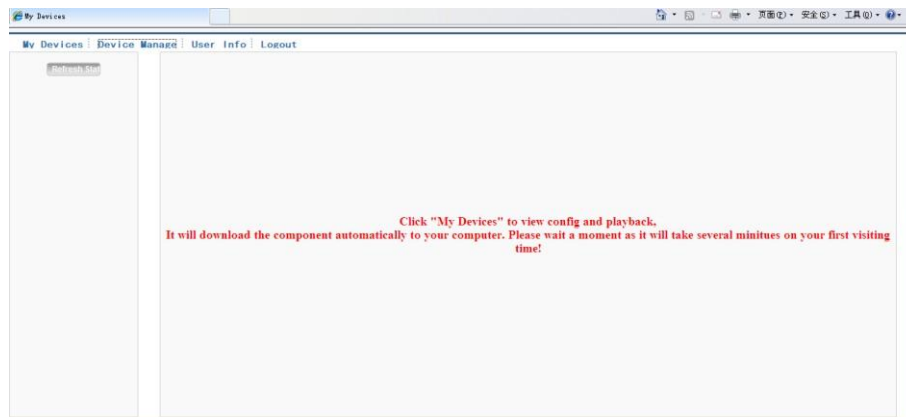 My Devices
页面(P) 安全(S) 工具(O)
My Devices Device Manage User Info Logout
Refresh Stat
Click "My Devices" to view config and playback,
It will download the component automatically to your computer. Please wait a moment as it will take several minitues on your first visiting
time!